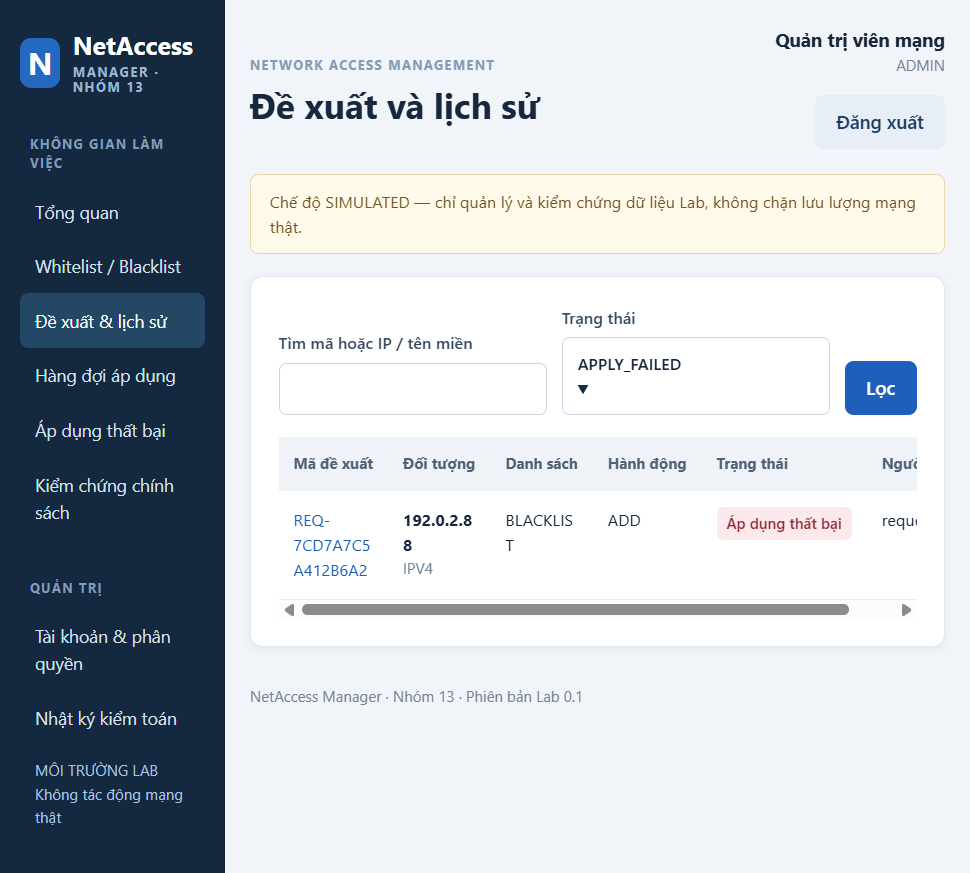 N
NetAccess
MANAGER ·
NHÓM 13
KHÔNG GIAN LÀM
VIỆC
Tổng quan
Whitelist / Blacklist
Đề xuất & lịch sử
Hàng đợi áp dụng
Áp dụng thất bại
Kiểm chứng chính
sách
QUẢN TRỊ
Tài khoản & phân
quyền
Nhật ký kiểm toán
MÔI TRƯỜNG LAB
Không tác động mạng
thật
NETWORK ACCESS MANAGEMENT
Đề xuất và lịch sử
Quản trị viên mạng
ADMIN
Đăng xuất
Chế độ SIMULATED — chỉ quản lý và kiểm chứng dữ liệu Lab, không chặn lưu lượng mạng
thật.
Tìm mã hoặc IP / tên miền
Trạng thái
APPLY_FAILED
Lọc
Mã đề xuất Đối tượng Danh sách Hành động Trạng thái
REQ- 192.0.2.8 BLACKLIS ADD Áp dụng thất bại
7CD7A7C5 8 T
A412B6A2 IPV4
NetAccess Manager · Nhóm 13 · Phiên bản Lab 0.1